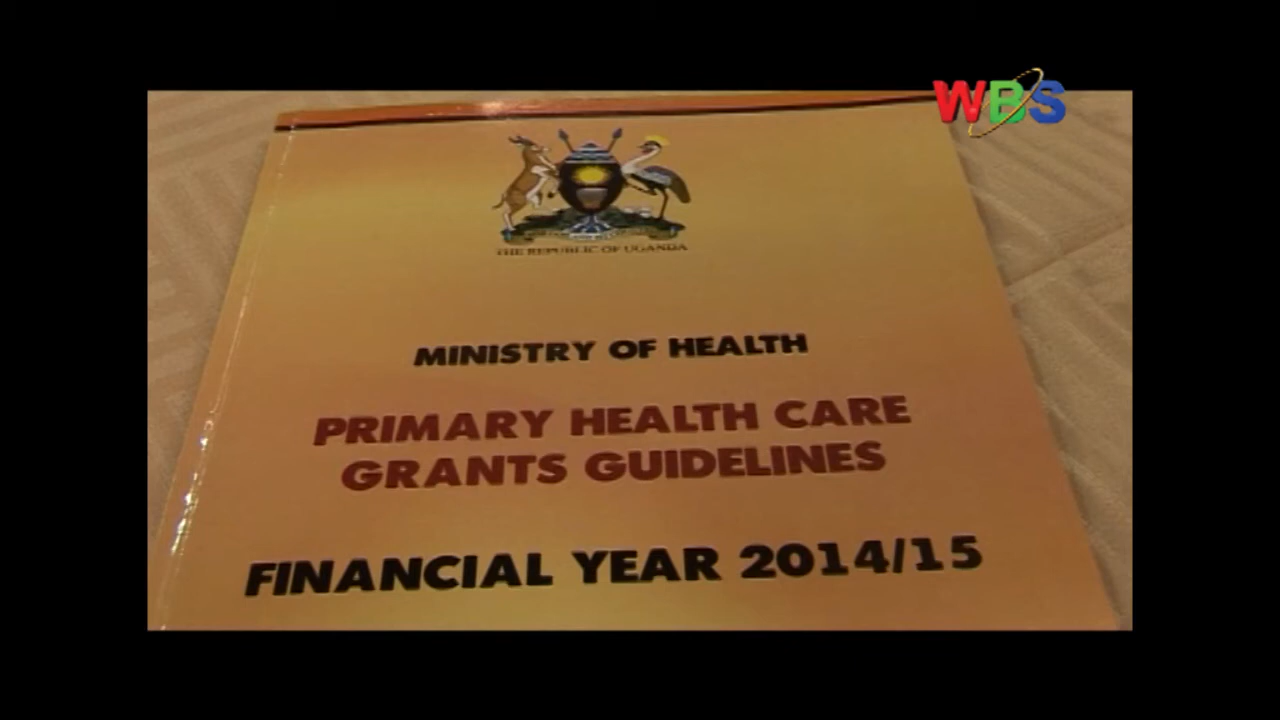 WBS
THE REPUBLIC OF UGANDA
MINISTRY OF HEALTH
PRIMARY HEALTH CARE
GRANTS GUIDELINES
FINANCIAL YEAR 2014/15